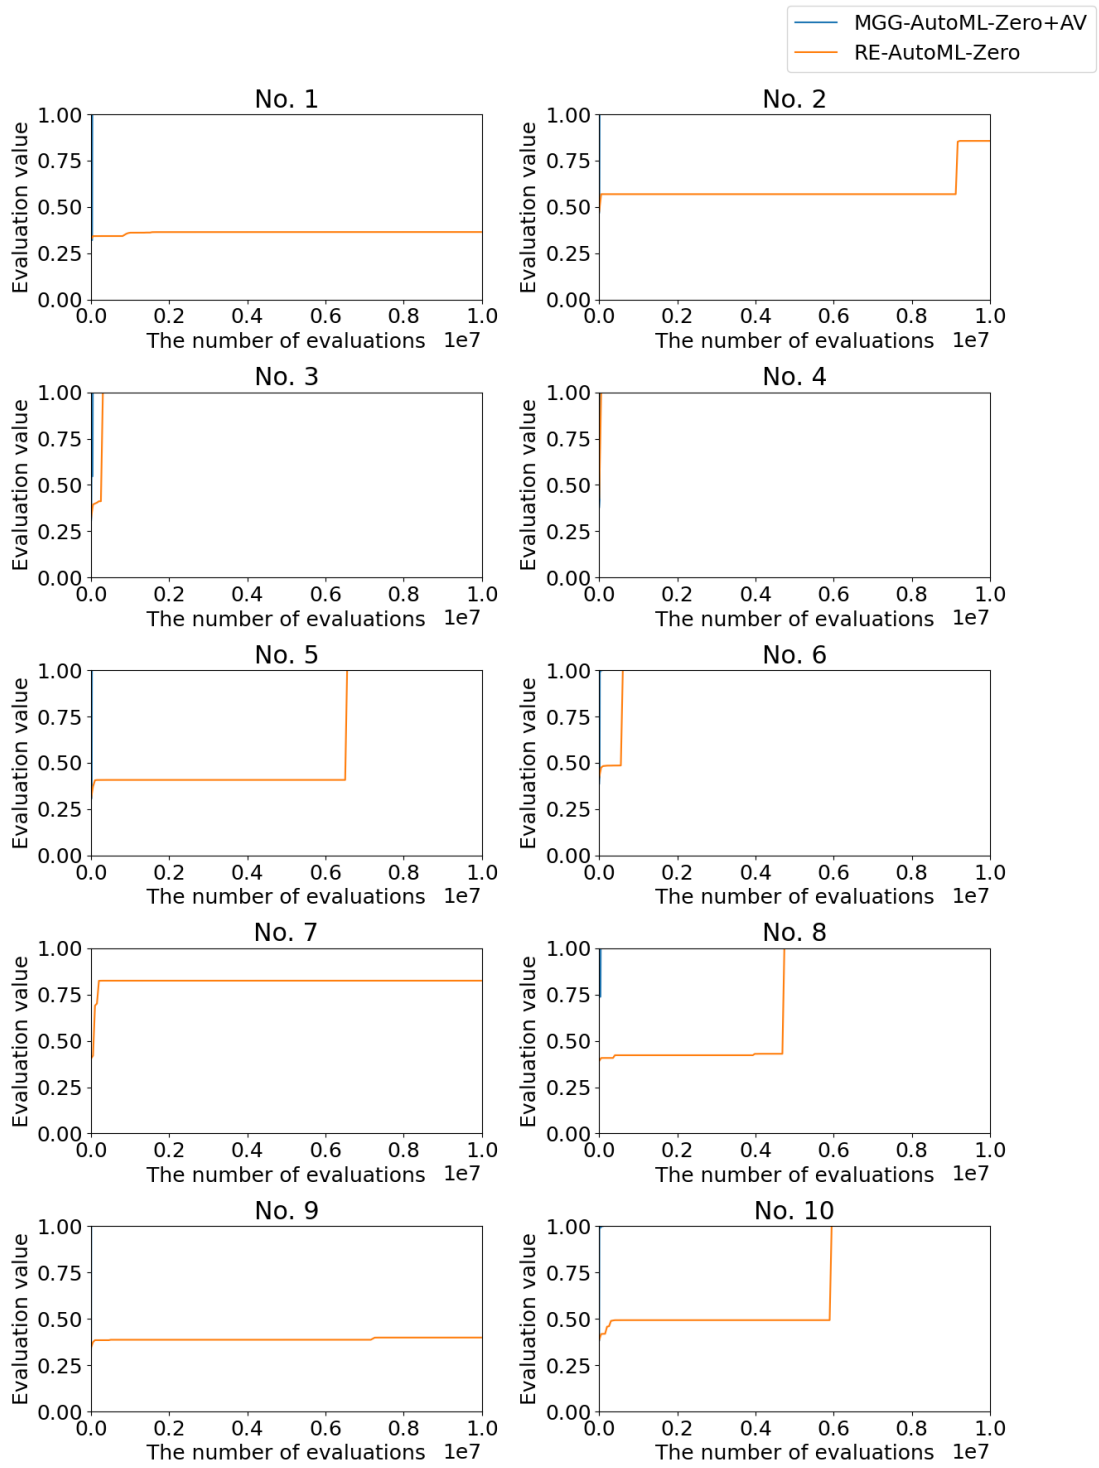 MGG-AutoML-Zero+AV
RE-AutoML-Zero
No. 1
Evaluation value
1.00
0.75
0.50
0.25
0.00
0.0 0.2 0.4 0.6 0.8 1.0
The number of evaluations 1e7
No. 2
Evaluation value
1.00
0.75
0.50
0.25
0.00
0.0 0.2 0.4 0.6 0.8 1.0
The number of evaluations 1e7
No. 3
Evaluation value
1.00
0.75
0.50
0.25
0.00
0.0 0.2 0.4 0.6 0.8 1.0
The number of evaluations 1e7
No. 4
Evaluation value
1.00
0.75
0.50
0.25
0.00
0.0 0.2 0.4 0.6 0.8 1.0
The number of evaluations 1e7
No. 5
Evaluation value
1.00
0.75
0.50
0.25
0.00
0.0 0.2 0.4 0.6 0.8 1.0
The number of evaluations 1e7
No. 6
Evaluation value
1.00
0.75
0.50
0.25
0.00
0.0 0.2 0.4 0.6 0.8 1.0
The number of evaluations 1e7
No. 7
Evaluation value
1.00
0.75
0.50
0.25
0.00
0.0 0.2 0.4 0.6 0.8 1.0
The number of evaluations 1e7
No. 8
Evaluation value
1.00
0.75
0.50
0.25
0.00
0.0 0.2 0.4 0.6 0.8 1.0
The number of evaluations 1e7
No. 9
Evaluation value
1.00
0.75
0.50
0.25
0.00
0.0 0.2 0.4 0.6 0.8 1.0
The number of evaluations 1e7
No. 10
Evaluation value
1.00
0.75
0.50
0.25
0.00
0.0 0.2 0.4 0.6 0.8 1.0
The number of evaluations 1e7